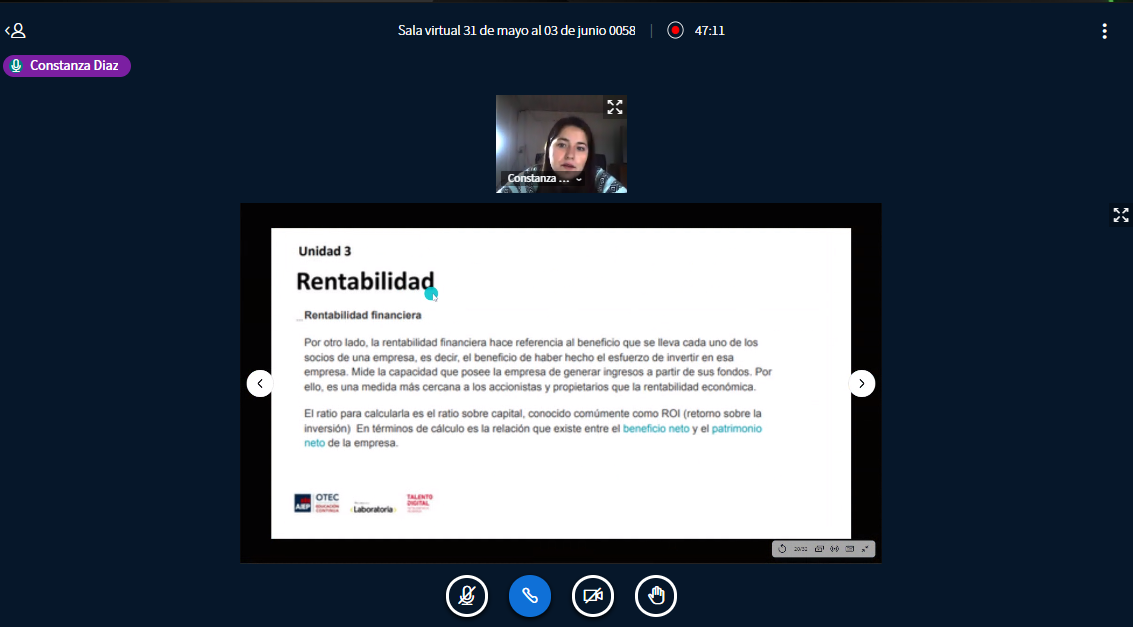 Sala virtual 31 de mayo al 03 de junio 0058
47:11
Constanza Diaz
Constanza ...
Unidad 3
Rentabilidad
Rentabilidad financiera
Por otro lado, la rentabilidad financiera hace referencia al beneficio que se lleva cada uno de los
socios de una empresa, es decir, el beneficio de haber hecho el esfuerzo de invertir en esa
empresa. Mide la capacidad que posee la empresa de generar ingresos a partir de sus fondos. Por
ello, es una medida más cercana a los accionistas y propietarios que la rentabilidad económica.
El ratio para calcularla es el ratio sobre capital, conocido comúmente como ROI (retorno sobre la
inversión) En términos de cálculo es la relación que existe entre el beneficio neto y el patrimonio
neto de la empresa.
AIEP
OTEC
EDUCACIÓN
CONTINUA
Laboratoria
TALENTO
DIGITAL